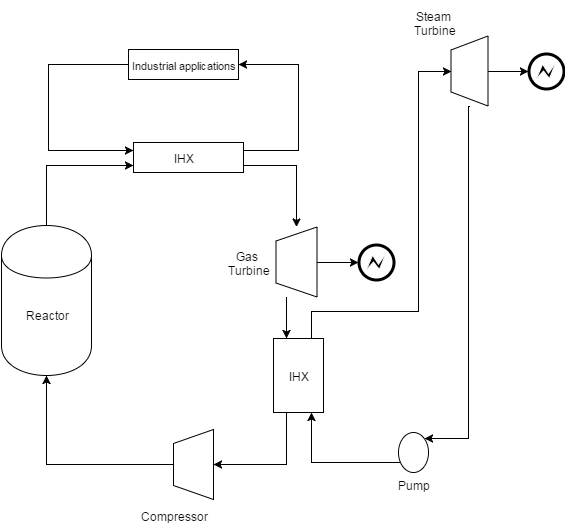 Steam
Turbine
Industrial applications
IHX
Gas
Turbine
Reactor
IHX
Pump
Compressor